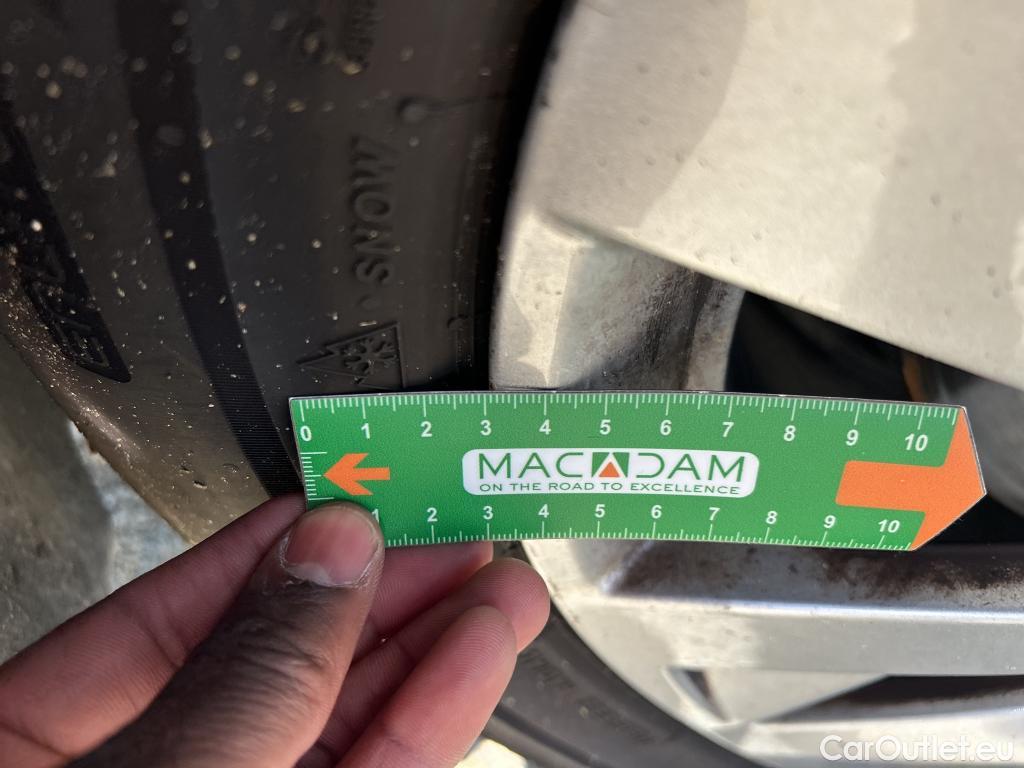 SNOW
0 1 2 3 4 5 6 7 8 9 10
MACADAM
ON THE ROAD TO EXCELLENCE
1 2 3 4 5 6 7 8 9 10
CarOutlet.eu